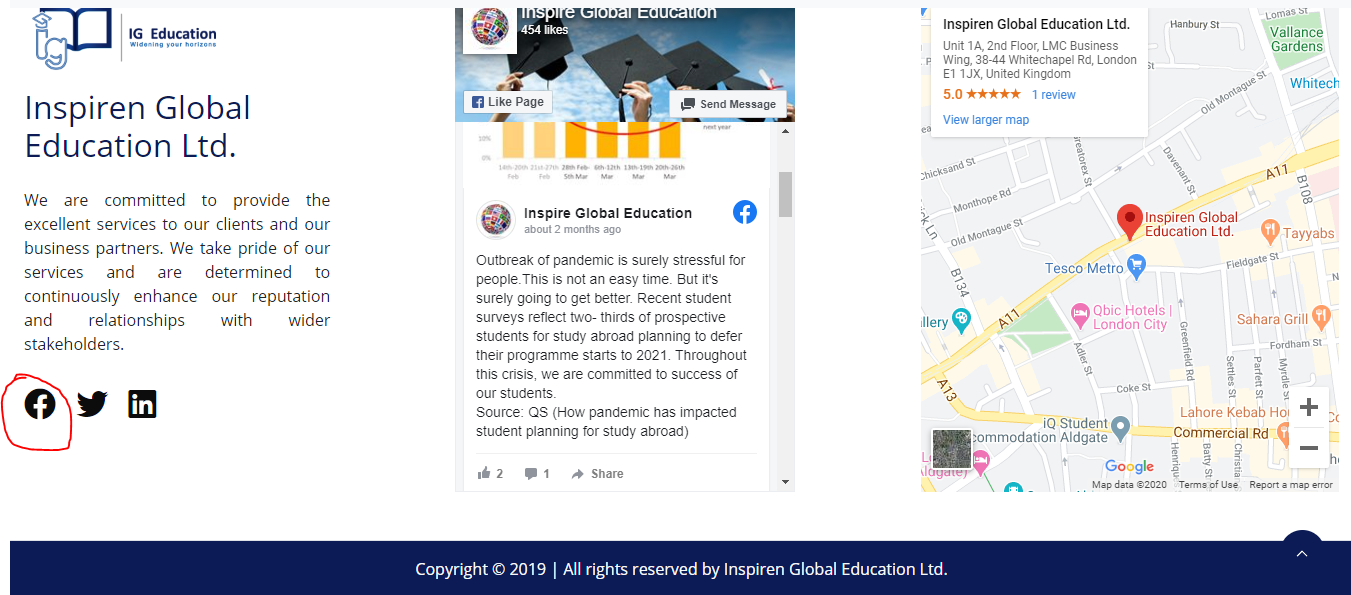 IG Education
Widening your horizons
Inspiren Global
Education Ltd.
We are committed to provide the
excellent services to our clients and our
business partners. We take pride of our
services and are determined to
continuously enhance our reputation
and relationships with wider
stakeholders.
Inspire Global Education
454 likes
Like Page
Send Message
next year
10%
0%
14th-20th Feb
21st-27th Feb
28th Feb-5th Mar
6th-12th Mar
13th-19th Mar
20th-26th Mar
Inspire Global Education
about 2 months ago
Outbreak of pandemic is surely stressful for
people.This is not an easy time. But it's
surely going to get better. Recent student
surveys reflect two- thirds of prospective
students for study abroad planning to defer
their programme starts to 2021. Throughout
this crisis, we are committed to success of
our students.
Source: QS (How pandemic has impacted
student planning for study abroad)
2
1
Share
Inspiren Global Education Ltd.
Unit 1A, 2nd Floor, LMC Business
Wing, 38-44 Whitechapel Rd, London
E1 1JX, United Kingdom
5.0 1 review
View larger map
Hanbury St
Lomas St
Vallance
Gardens
Whitech
Old Montague St
Greatorex St
Davenant St
Chicksand St
Monthope Rd
Old Montague St
A11
B108
Inspiren Global
Education Ltd.
Tayyabs
Fieldgate St
Tesco Metro
B134
Qbic Hotels |
London City
llery
A11
Sahara Grill
Fordham St
Adler St
Greenfield Rd
Settles St
Parfett St
Myrdle St
Coke St
A13
Lahore Kebab Ho
iQ Student
commodation Aldgate
Commercial Rd
Aldgate)
Batty St
Christia
Henriqu
Google
Map data ©2020 Terms of Use Report a map error
Copyright © 2019 | All rights reserved by Inspiren Global Education Ltd.